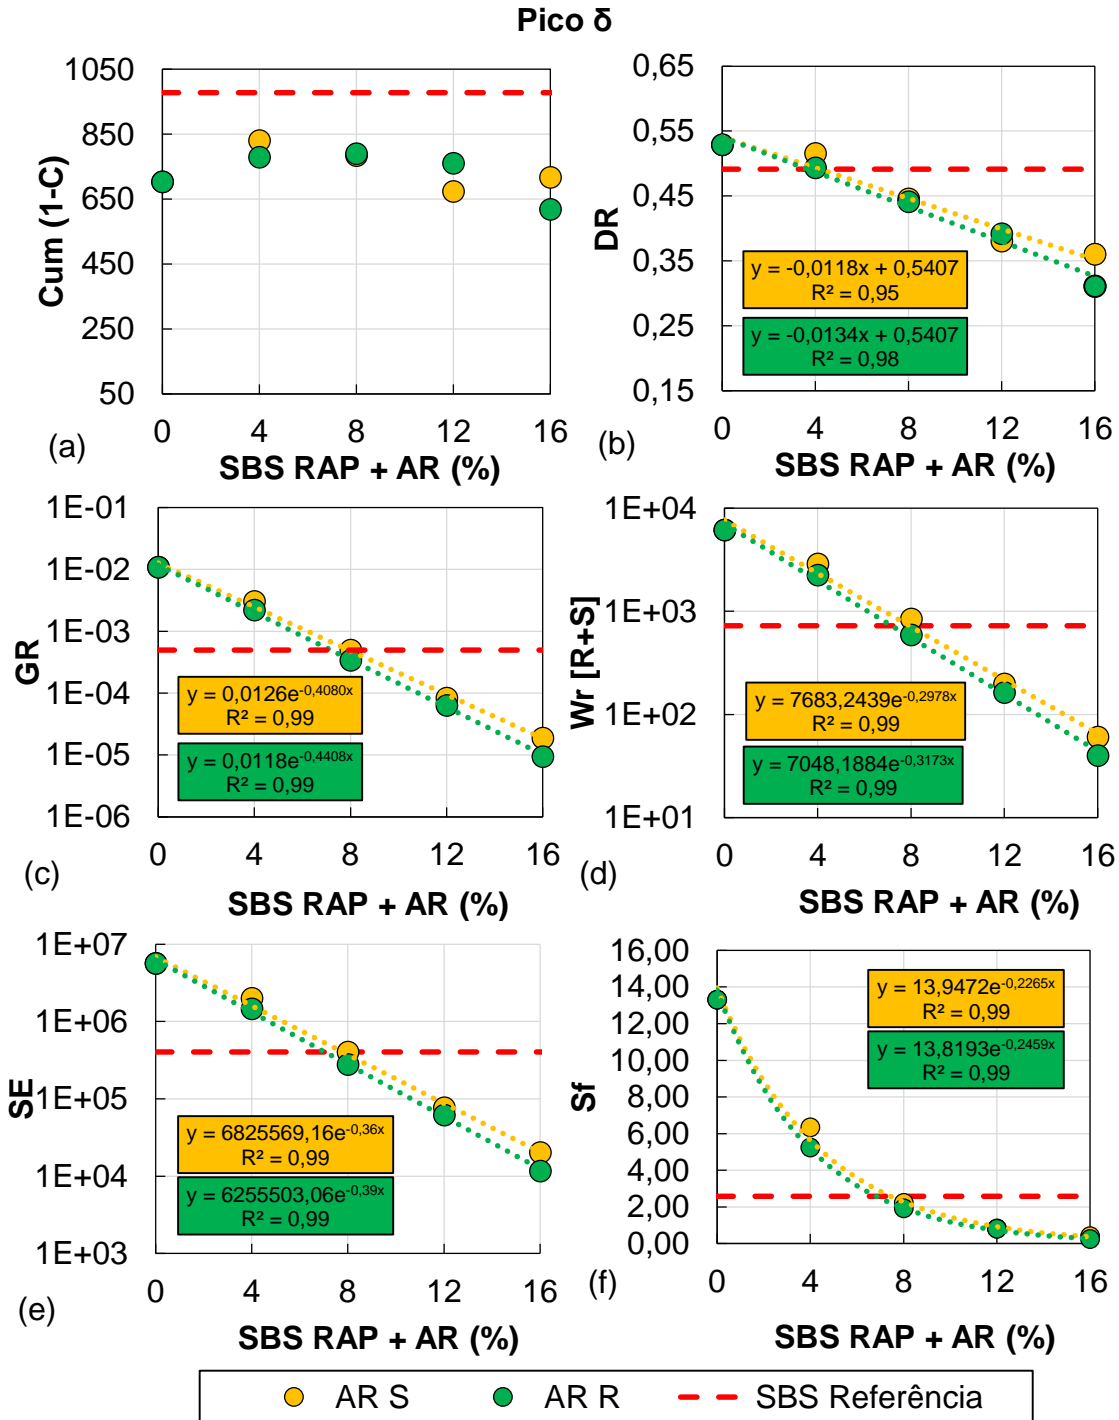 Pico δ
1050
850
650
450
250
50
Cum (1-C)
0 4 8 12 16
(a)
SBS RAP + AR (%)
0,65
0,55
0,45
0,35
0,25
0,15
DR
y = -0,0118x + 0,5407
R² = 0,95
y = -0,0134x + 0,5407
R² = 0,98
0 4 8 12 16
(b)
SBS RAP + AR (%)
1E-01
1E-02
1E-03
1E-04
1E-05
1E-06
GR
y = 0,0126e-0,4080x
R² = 0,99
y = 0,0118e-0,4408x
R² = 0,99
0 4 8 12 16
(c)
SBS RAP + AR (%)
1E+04
1E+03
1E+02
1E+01
Wr [R+S]
y = 7683,2439e-0,2978x
R² = 0,99
y = 7048,1884e-0,3173x
R² = 0,99
0 4 8 12 16
(d)
SBS RAP + AR (%)
1E+07
1E+06
1E+05
1E+04
1E+03
SE
y = 6825569,16e-0,36x
R² = 0,99
y = 6255503,06e-0,39x
R² = 0,99
0 4 8 12 16
(e)
SBS RAP + AR (%)
16,00
14,00
12,00
10,00
8,00
6,00
4,00
2,00
0,00
Sf
y = 13,9472e-0,2265x
R² = 0,99
y = 13,8193e-0,2459x
R² = 0,99
0 4 8 12 16
(f)
SBS RAP + AR (%)
AR S AR R SBS Referência